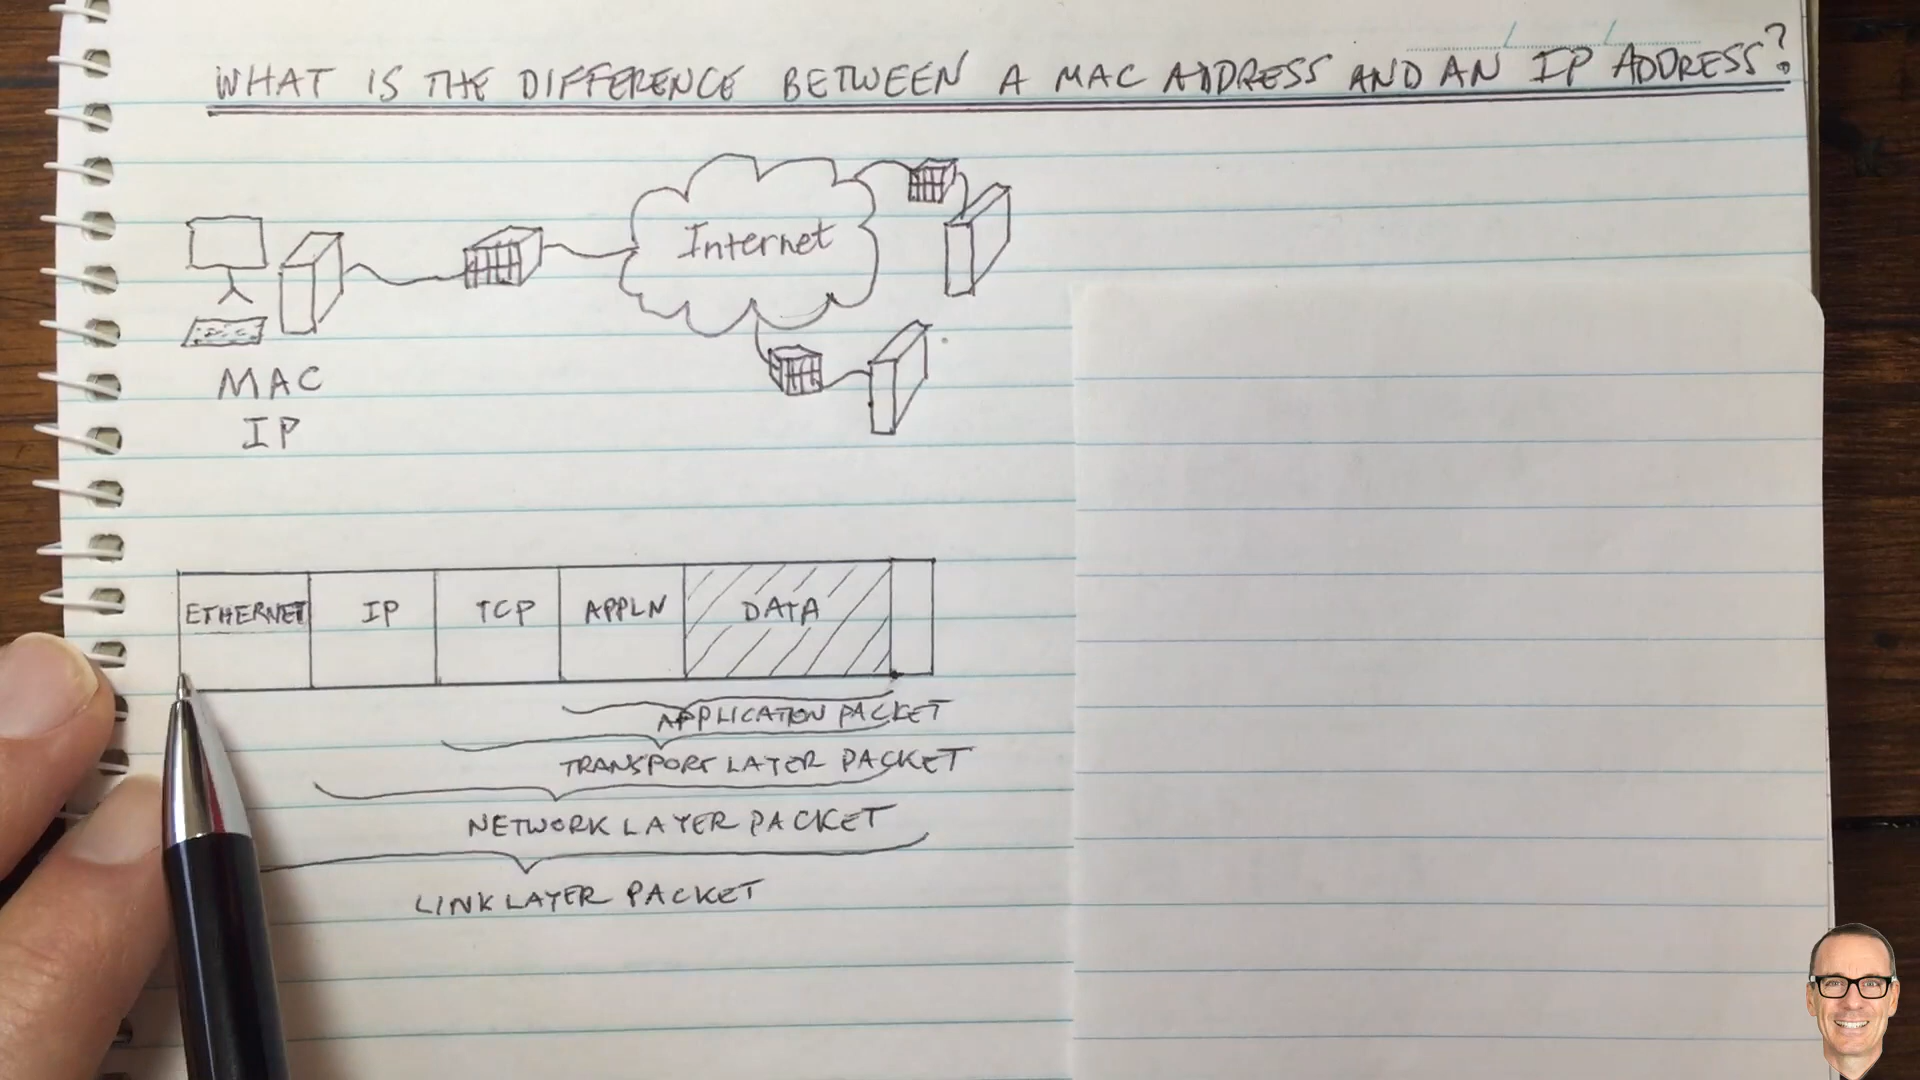 WHAT IS THE DIFFERENCE BETWEEN A MAC ADDRESS AND AN IP ADDRESS?
Internet
MAC
IP
ETHERNET IP TCP APPLN DATA
APPLICATION PACKET
TRANSPORT LAYER PACKET
NETWORK LAYER PACKET
LINK LAYER PACKET